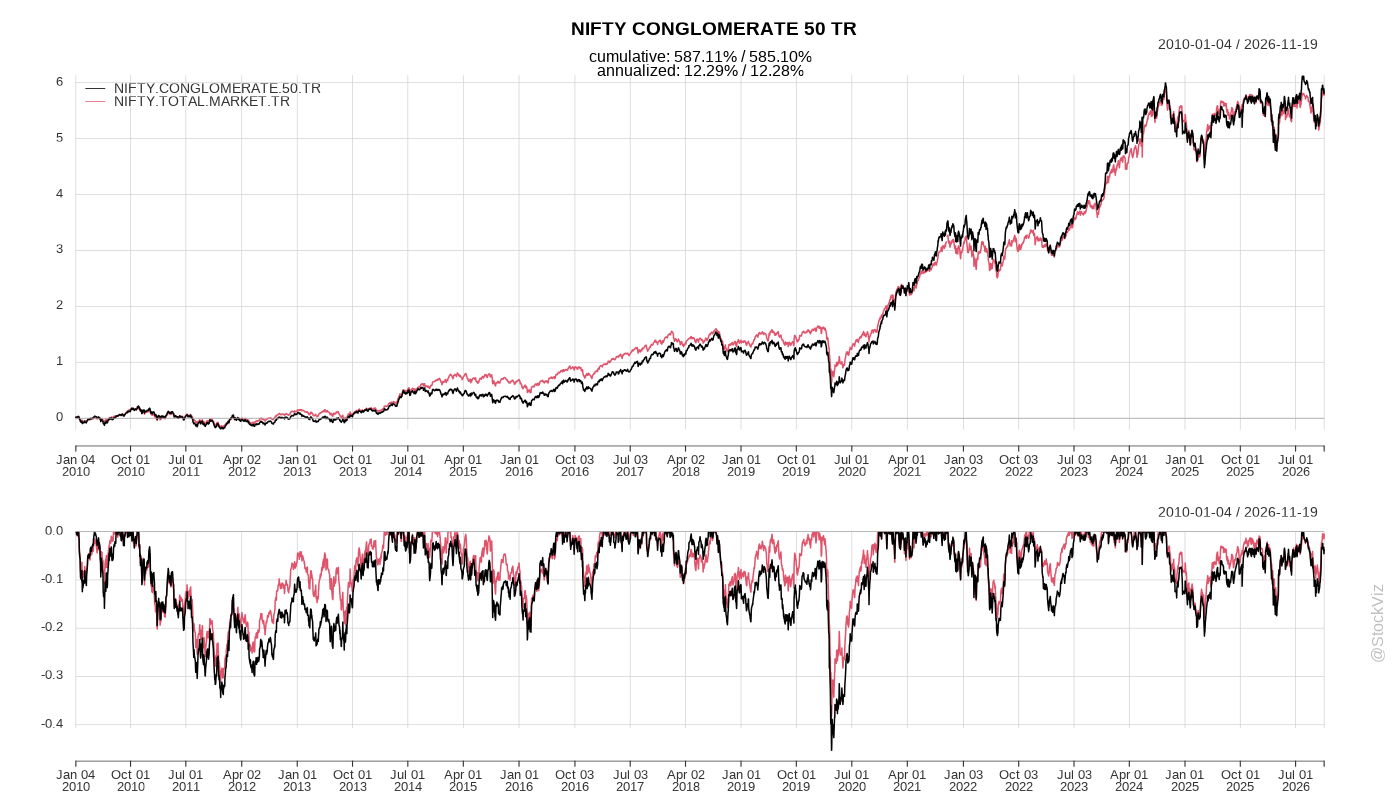 NIFTY CONGLOMERATE 50 TR
2010-01-04 / 2026-11-19
cumulative: 587.11% / 585.10%
annualized: 12.29% / 12.28%
NIFTY.CONGLOMERATE.50.TR
NIFTY.TOTAL.MARKET.TR
6
5
4
3
2
1
0
Jan 04 Oct 01 Jul 01 Apr 02 Jan 01 Oct 01 Jul 01 Apr 01 Jan 01 Oct 03 Jul 03 Apr 02 Jan 01 Oct 01 Jul 01 Apr 01 Jan 03 Oct 03 Jul 03 Apr 01 Jan 01 Oct 01 Jul 01
2010 2010 2011 2012 2013 2013 2014 2015 2016 2016 2017 2018 2019 2019 2020 2021 2022 2022 2023 2024 2025 2025 2026
2010-01-04 / 2026-11-19
0.0
-0.1
-0.2
-0.3
-0.4
Jan 04 Oct 01 Jul 01 Apr 02 Jan 01 Oct 01 Jul 01 Apr 01 Jan 01 Oct 03 Jul 03 Apr 02 Jan 01 Oct 01 Jul 01 Apr 01 Jan 03 Oct 03 Jul 03 Apr 01 Jan 01 Oct 01 Jul 01
2010 2010 2011 2012 2013 2013 2014 2015 2016 2016 2017 2018 2019 2019 2020 2021 2022 2022 2023 2024 2025 2025 2026
@StockViz